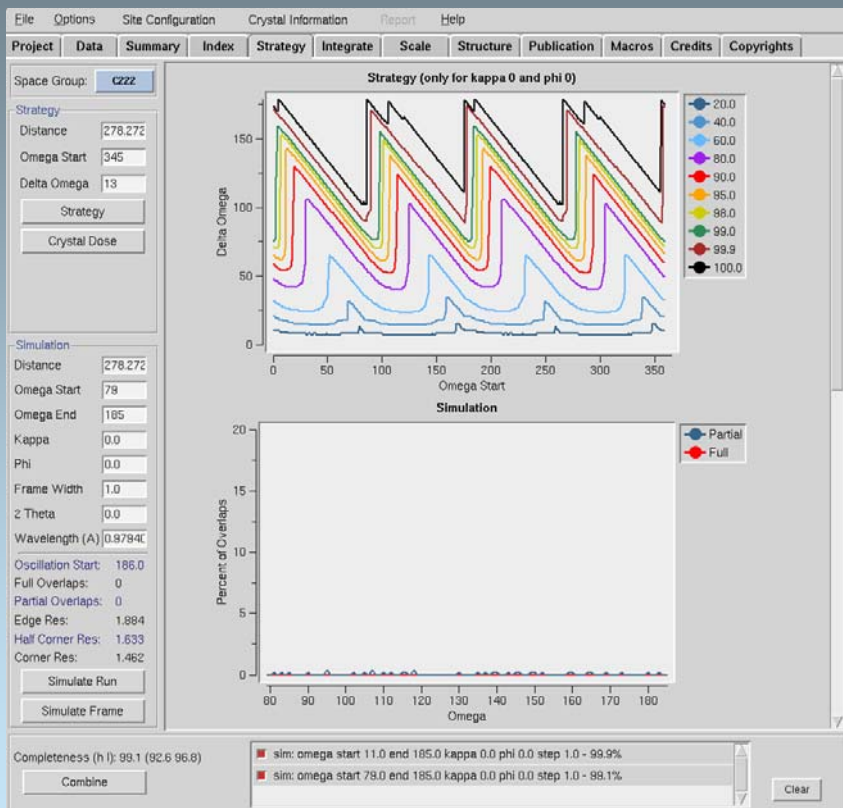 File Options Site Configuration Crystal Information Report Help
Project Data Summary Index Strategy Integrate Scale Structure Publication Macros Credits Copyrights
Space Group: C222
Strategy
Distance 278.272
Omega Start 345
Delta Omega 13
Strategy
Crystal Dose
Simulation
Distance 278.272
Omega Start 79
Omega End 185
Kappa 0.0
Phi 0.0
Frame Width 1.0
2 Theta 0.0
Wavelength (A) 0.9794
Oscillation Start: 186.0
Full Overlaps: 0
Partial Overlaps: 0
Edge Res: 1.884
Half Corner Res: 1.633
Corner Res: 1.462
Simulate Run
Simulate Frame
Strategy (only for kappa 0 and phi 0)
Delta Omega
150
100
50
0
0 50 100 150 200 250 300 350
Omega Start
20.0
40.0
60.0
80.0
90.0
95.0
98.0
99.0
99.9
100.0
Simulation
Percent of Overlaps
20
15
10
5
0
80 90 100 110 120 130 140 150 160 170 180
Omega
Partial
Full
Completeness (h l): 99.1 (92.6 96.8)
Combine
sim: omega start 11.0 end 185.0 kappa 0.0 phi 0.0 step 1.0 - 99.9%
sim: omega start 79.0 end 185.0 kappa 0.0 phi 0.0 step 1.0 - 99.1%
Clear